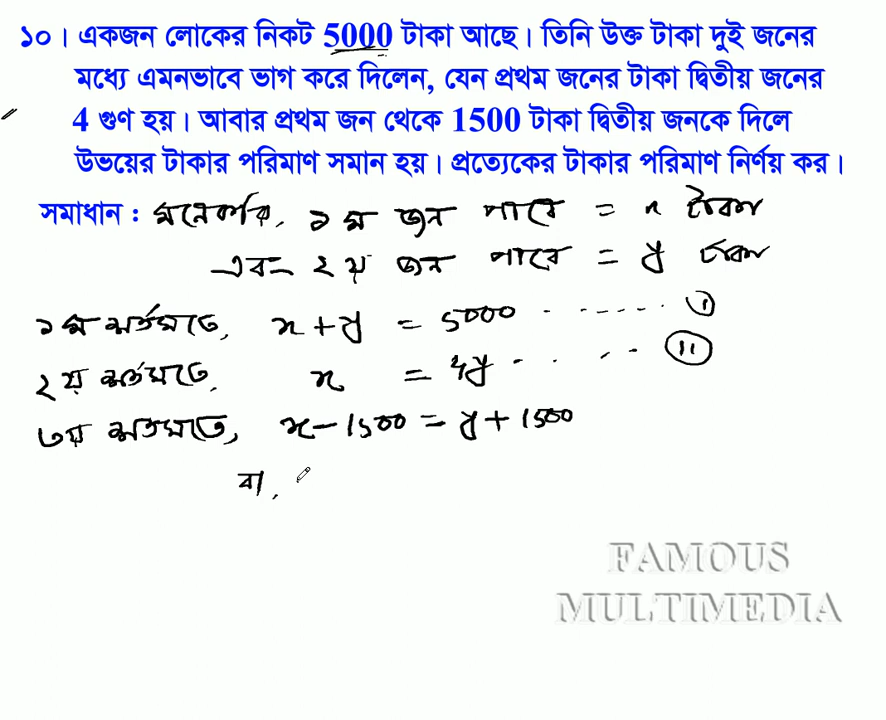 ১০। একজন লোকের নিকট 5000 টাকা আছে। তিনি উক্ত টাকা দুই জনের
মধ্যে এমনভাবে ভাগ করে দিলেন, যেন প্রথম জনের টাকা দ্বিতীয় জনের
4 গুণ হয়। আবার প্রথম জন থেকে 1500 টাকা দ্বিতীয় জনকে দিলে
উভয়ের টাকার পরিমাণ সমান হয়। প্রত্যেকের টাকার পরিমাণ নির্ণয় কর।
সমাধান : মনেকরি, ১ম জন পাবে = x টাকা
এবং ২য় জন পাবে = y টাকা
১ম শর্তমতে, x + y = 5000 ........ (i)
২য় শর্তমতে, x = 4y ..... (ii)
৩য় শর্তমতে, x - 1500 = y + 1500
বা,
FAMOUS
MULTIMEDIA